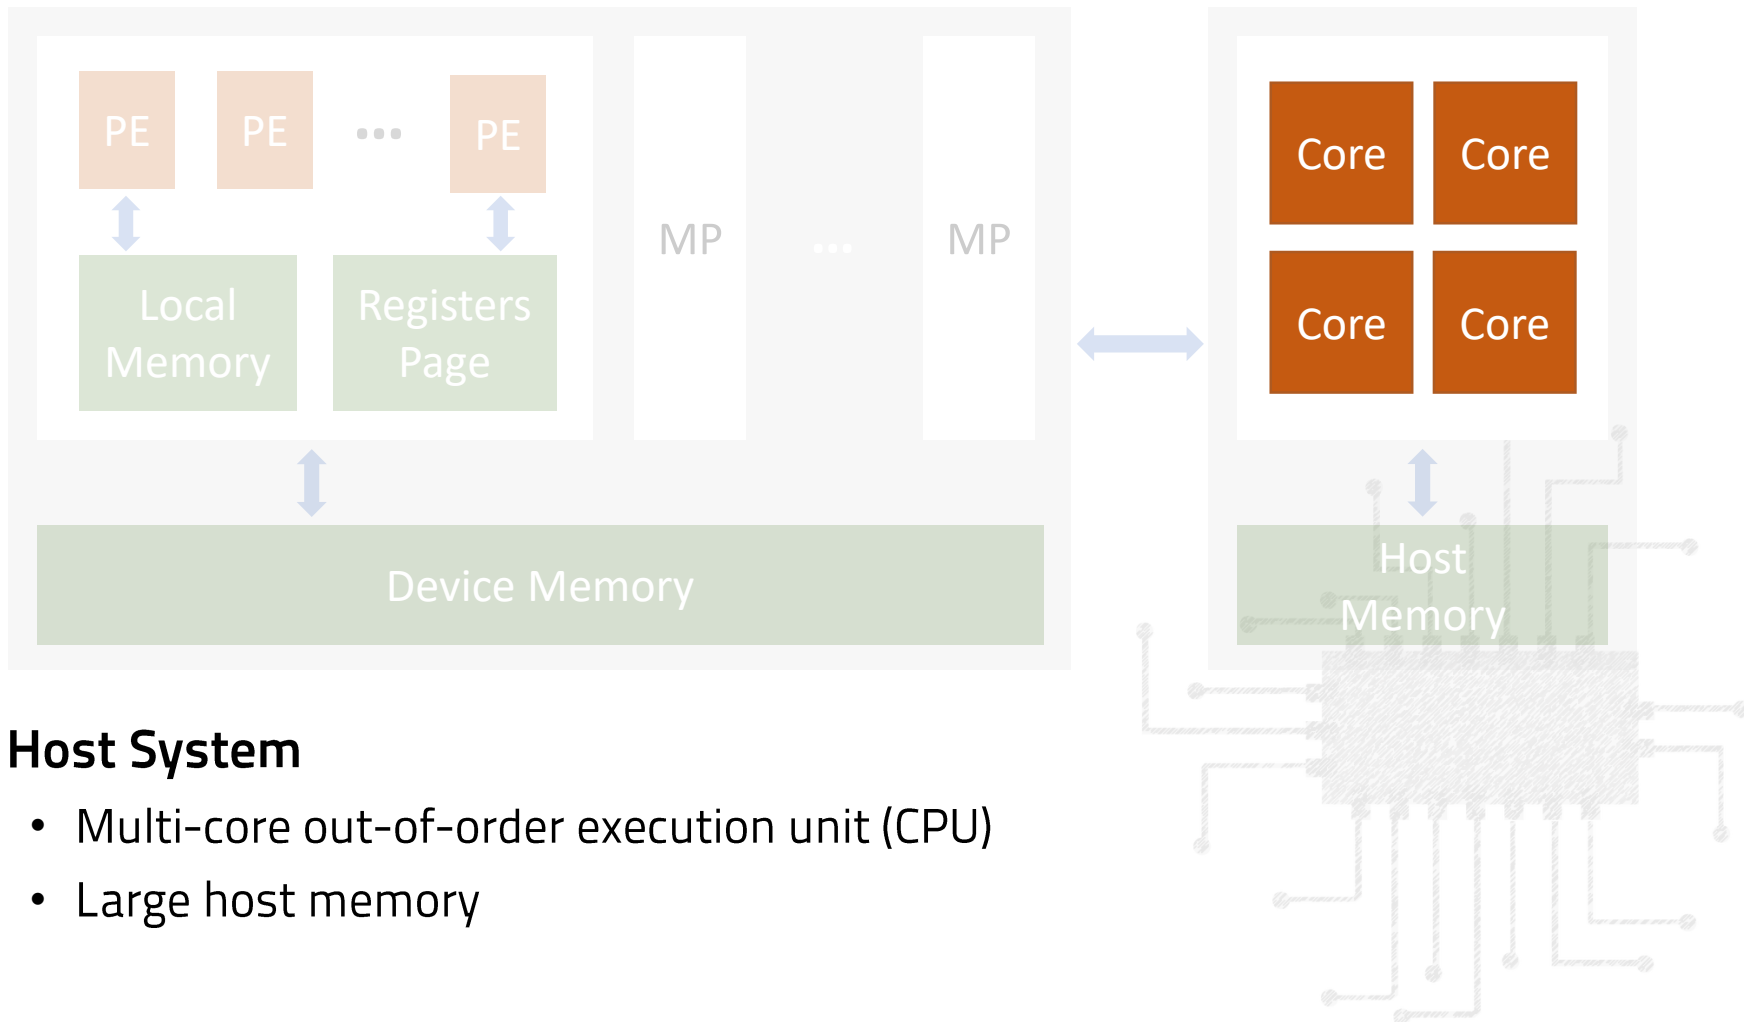 PE PE ... PE
Local Memory
Registers Page
MP ... MP
Device Memory
Core Core
Core Core
Host Memory
Host System
• Multi-core out-of-order execution unit (CPU)
• Large host memory